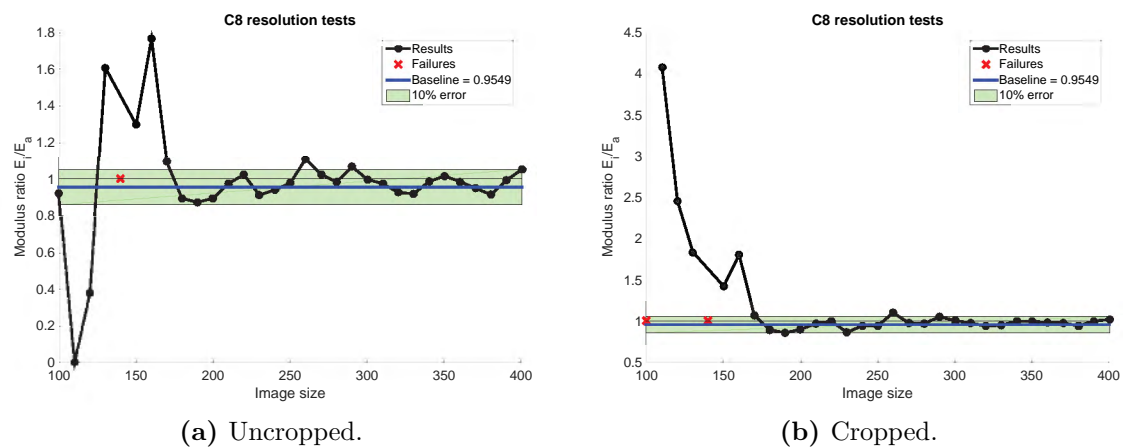 C8 resolution tests
1.8
1.6
1.4
1.2
1
0.8
0.6
0.4
0.2
0
Modulus ratio E_i/E_a
100
150
200
250
300
350
400
Image size
Results
Failures
Baseline = 0.9549
10% error
(a) Uncropped.
C8 resolution tests
4.5
4
3.5
3
2.5
2
1.5
1
0.5
Modulus ratio E_i/E_a
100
150
200
250
300
350
400
Image size
Results
Failures
Baseline = 0.9549
10% error
(b) Cropped.